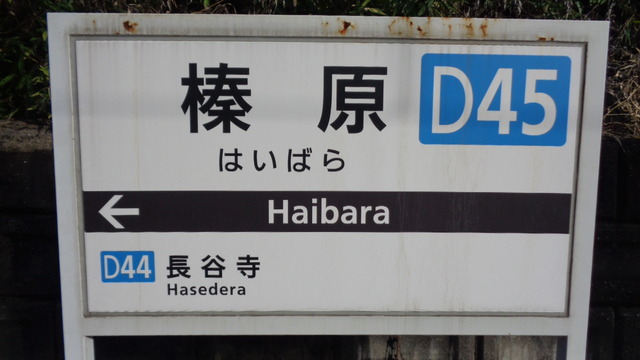 榛原 D45
はいばら
← Haibara
D44 長谷寺
Hasedera